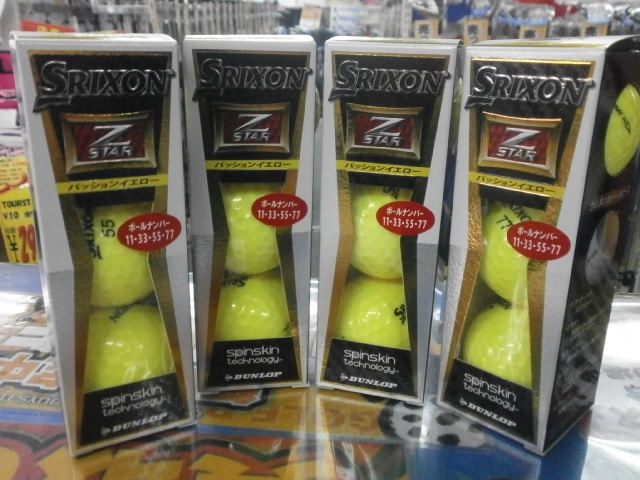 SRIXON
Z
STAR
パッションイエロー
SRIXON
55
ボールナンバー
11・33・55・77
spinskin
technology
DUNLOP
SRIXON
Z
STAR
パッションイエロー
ボールナンバー
11・33・55・77
spinskin
technology
DUNLOP
SRIXON
Z
STAR
パッションイエロー
ボールナンバー
11・33・55・77
spinskin
technology
DUNLOP
SRIXON
Z
STAR
パッションイエロー
77
ボールナンバー
11・33・55・77
spinskin
technology
DUNLOP
TOURST
V10